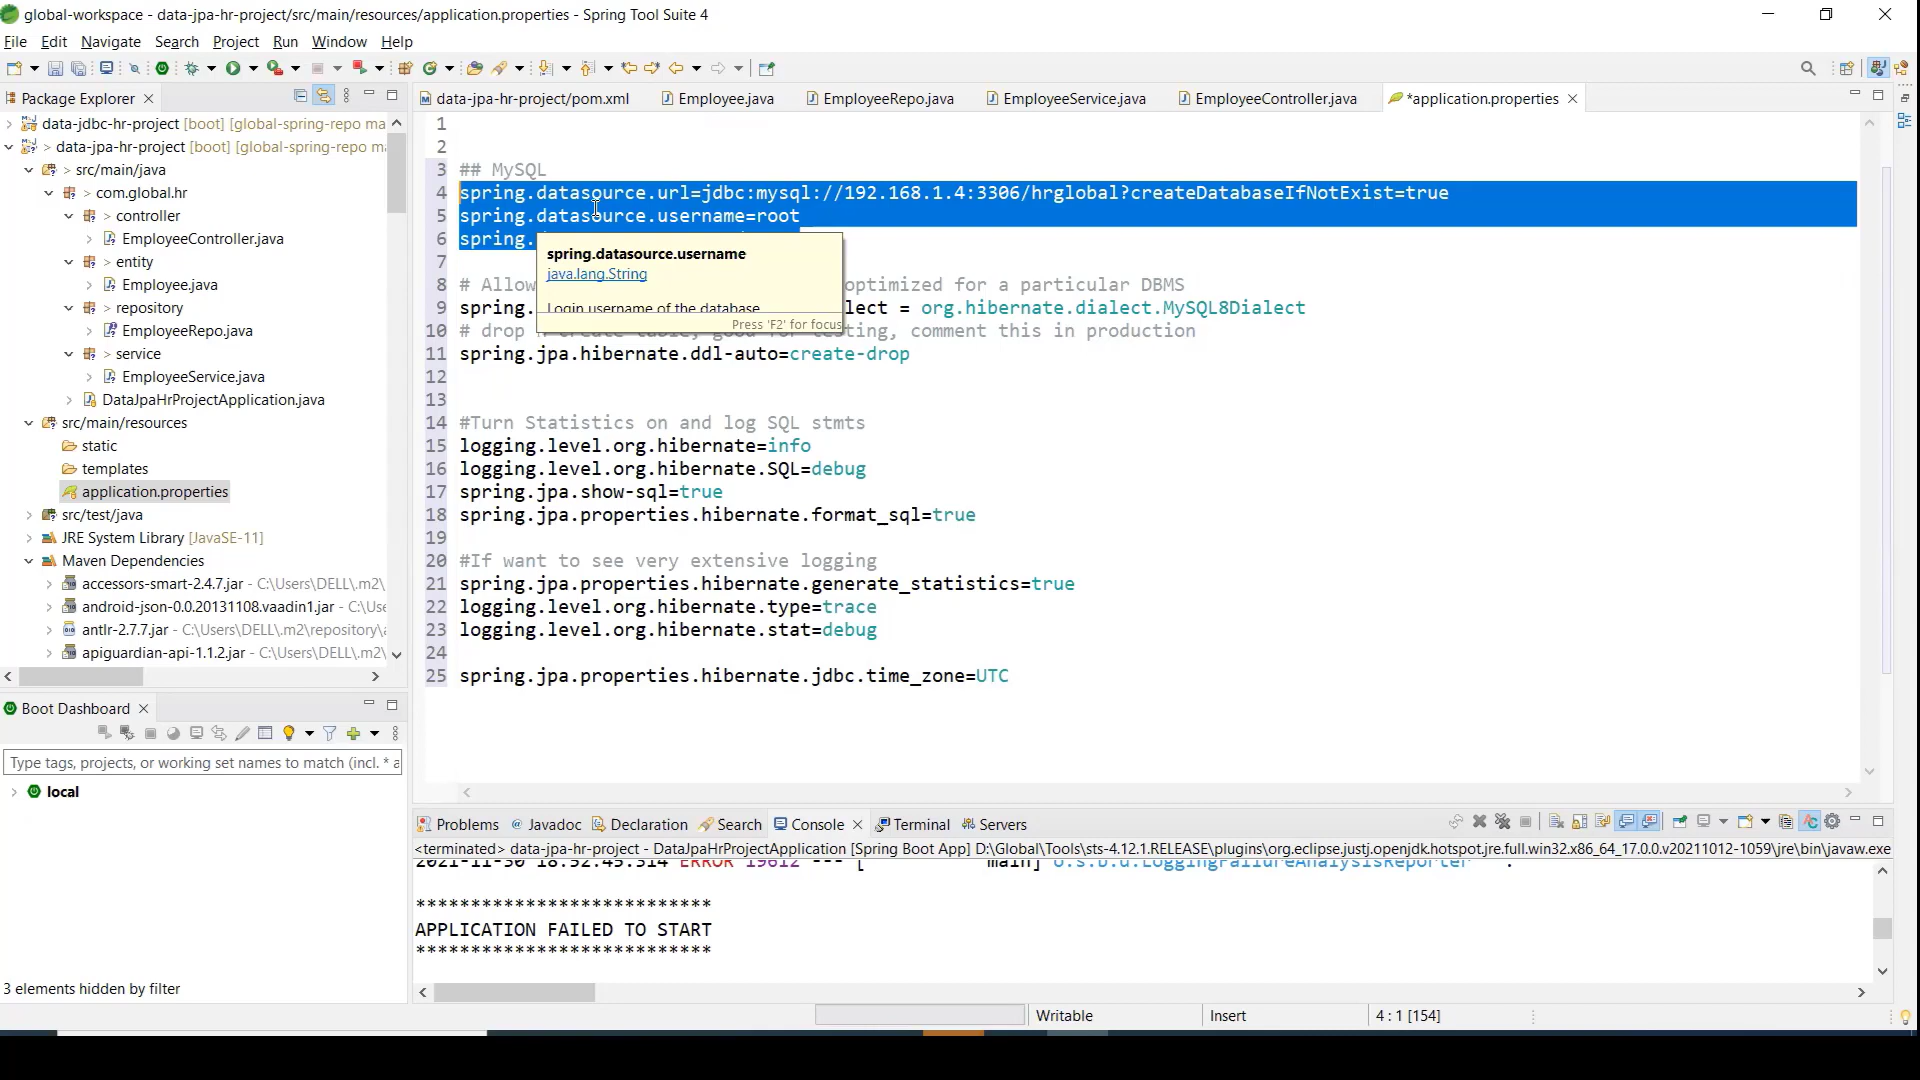 global-workspace - data-jpa-hr-project/src/main/resources/application.properties - Spring Tool Suite 4
File Edit Navigate Search Project Run Window Help
Package Explorer
data-jpa-hr-project/pom.xml Employee.java EmployeeRepo.java EmployeeService.java EmployeeController.java *application.properties
data-jdbc-hr-project [boot] [global-spring-repo ma
> data-jpa-hr-project [boot] [global-spring-repo m
> src/main/java
> com.global.hr
> controller
EmployeeController.java
> entity
Employee.java
> repository
EmployeeRepo.java
> service
EmployeeService.java
DataJpaHrProjectApplication.java
src/main/resources
static
templates
application.properties
src/test/java
JRE System Library [JavaSE-11]
Maven Dependencies
accessors-smart-2.4.7.jar - C:\Users\DELL\.m2\
android-json-0.0.20131108.vaadin1.jar - C:\Use
antlr-2.7.7.jar - C:\Users\DELL\.m2\repository\a
apiguardian-api-1.1.2.jar - C:\Users\DELL\.m2\
1
2
3 ## MySQL
4 spring.datasource.url=jdbc:mysql://192.168.1.4:3306/hrglobal?createDatabaseIfNotExist=true
5 spring.datasource.username=root
6 spring.
7
8 # Allow optimized for a particular DBMS
9 spring. lect = org.hibernate.dialect.MySQL8Dialect
10 # drop testing, comment this in production
11 spring.jpa.hibernate.ddl-auto=create-drop
12
13
14 #Turn Statistics on and log SQL stmts
15 logging.level.org.hibernate=info
16 logging.level.org.hibernate.SQL=debug
17 spring.jpa.show-sql=true
18 spring.jpa.properties.hibernate.format_sql=true
19
20 #If want to see very extensive logging
21 spring.jpa.properties.hibernate.generate_statistics=true
22 logging.level.org.hibernate.type=trace
23 logging.level.org.hibernate.stat=debug
24
25 spring.jpa.properties.hibernate.jdbc.time_zone=UTC
spring.datasource.username
java.lang.String
Login username of the database
Press 'F2' for focus
Boot Dashboard
Type tags, projects, or working set names to match (incl. * a
local
3 elements hidden by filter
Problems Javadoc Declaration Search Console Terminal Servers
<terminated> data-jpa-hr-project - DataJpaHrProjectApplication [Spring Boot App] D:\Global\Tools\sts-4.12.1.RELEASE\plugins\org.eclipse.justj.openjdk.hotspot.jre.full.win32.x86_64_17.0.0.v20211012-1059\jre\bin\javaw.exe
2021-11-30 18:52:45.314 ERROR 19612 --- [ main] o.s.b.d.LoggingFailureAnalysisReporter :
***************************
APPLICATION FAILED TO START
***************************
Writable Insert 4 : 1 [154]